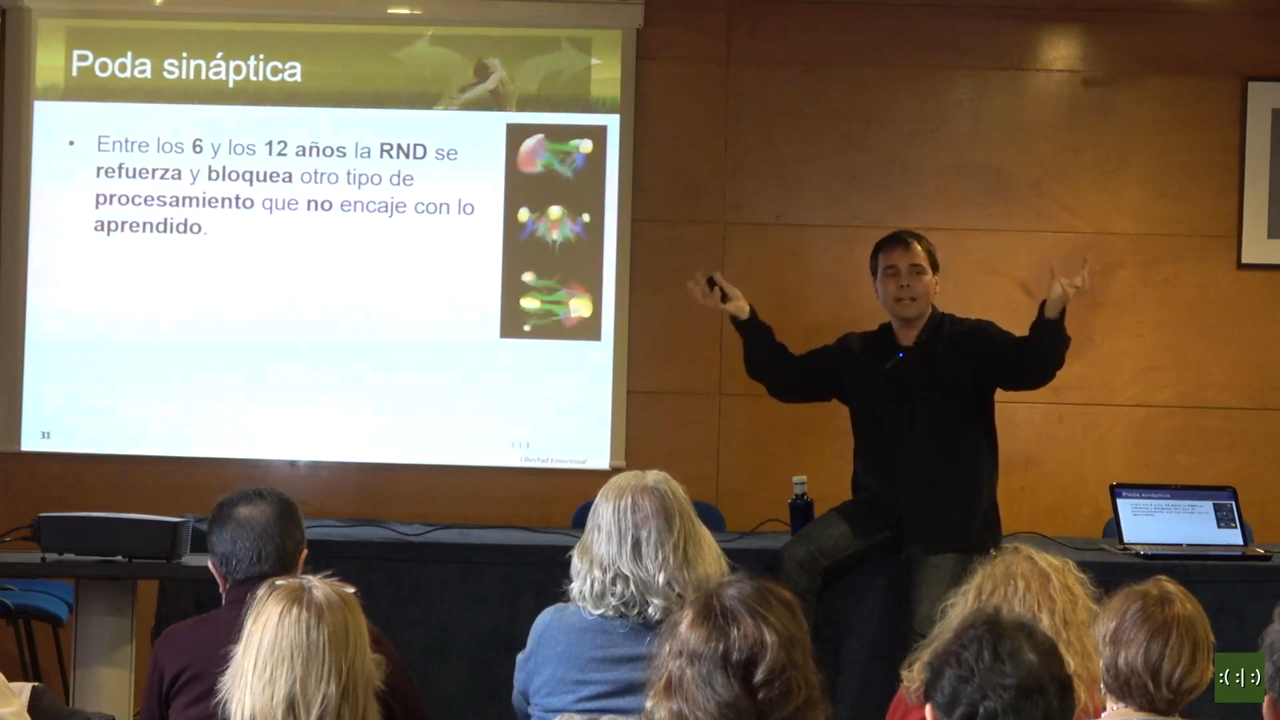 Poda sináptica
• Entre los 6 y los 12 años la RND se
refuerza y bloquea otro tipo de
procesamiento que no encaje con lo
aprendido.
31
Libertad Emocional
Poda sináptica
:( :| :)